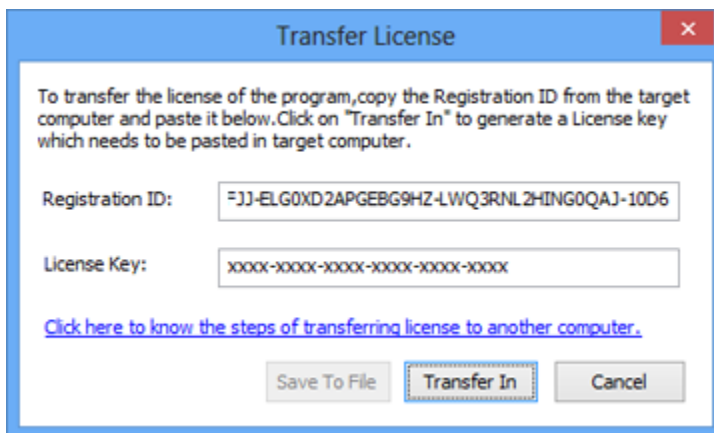 Transfer License
To transfer the license of the program,copy the Registration ID from the target
computer and paste it below.Click on "Transfer In" to generate a License key
which needs to be pasted in target computer.
Registration ID: FJJ-ELG0XD2APGEBG9HZ-LWQ3RNL2HING0QAJ-10D6
License Key: xxxx-xxxx-xxxx-xxxx-xxxx-xxxx
Click here to know the steps of transferring license to another computer.
Save To File Transfer In Cancel